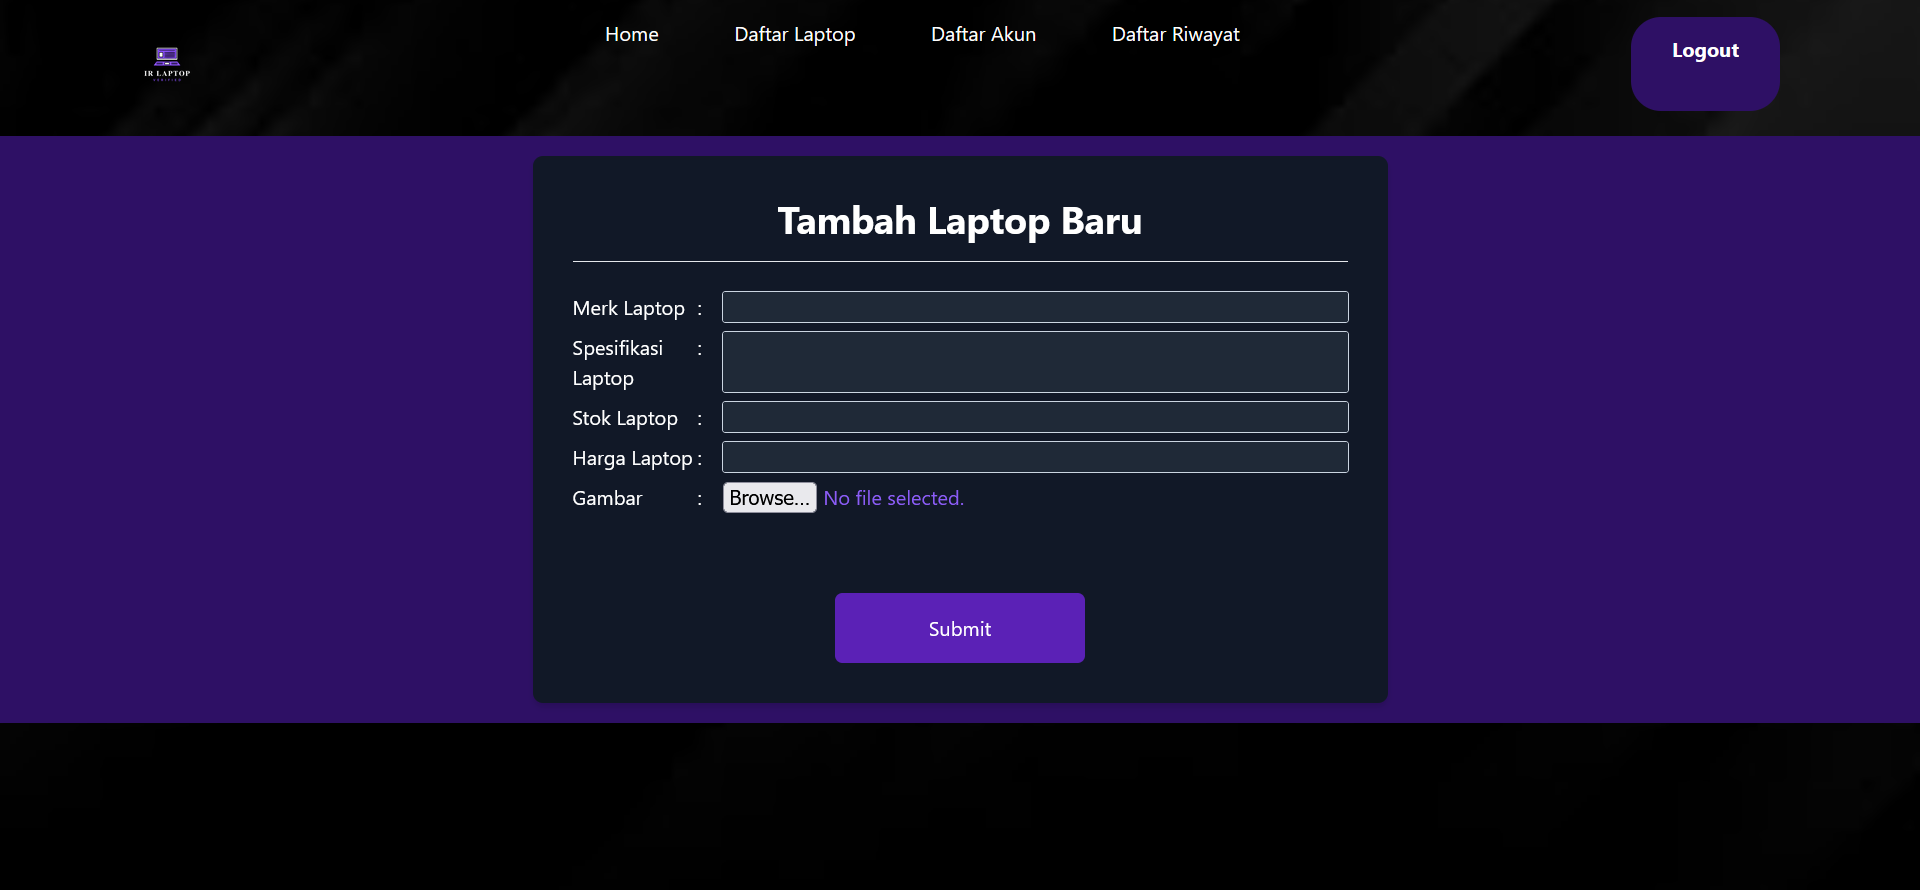 Home Daftar Laptop Daftar Akun Daftar Riwayat Logout
IR LAPTOP
Tambah Laptop Baru
Merk Laptop :
Spesifikasi Laptop :
Stok Laptop :
Harga Laptop :
Gambar : Browse... No file selected.
Submit